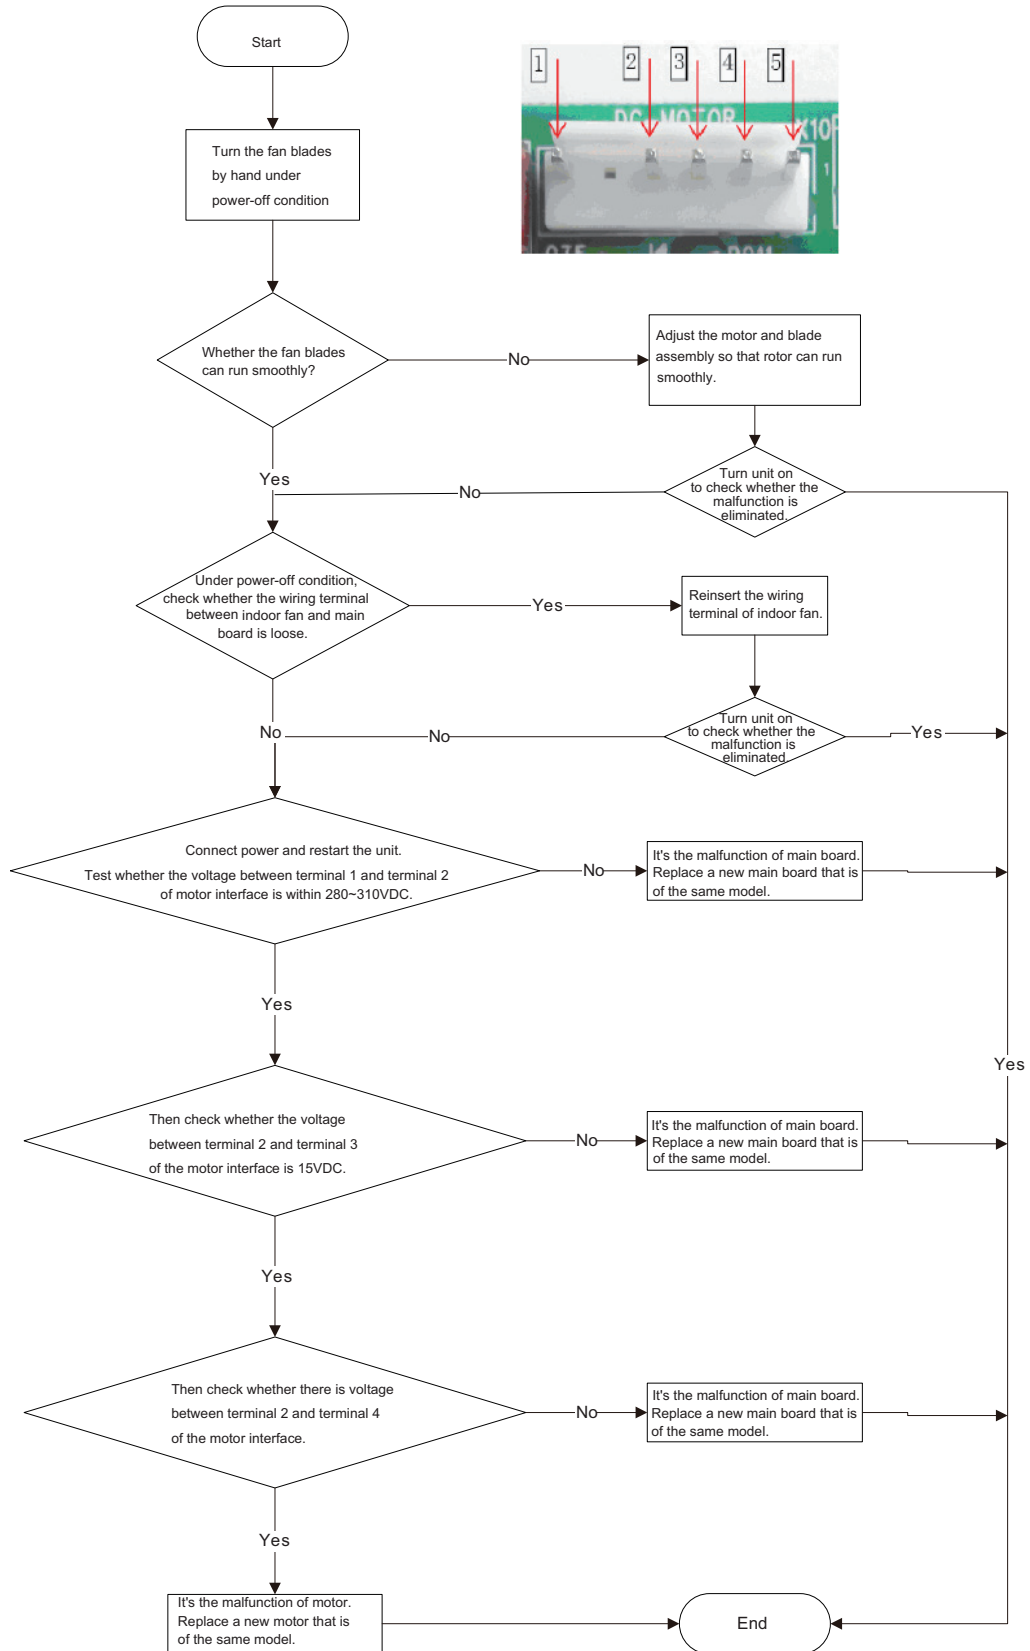 Start
1
2
3
4
5
DC MOTOR
1
Turn the fan blades
by hand under
power-off condition
Whether the fan blades
can run smoothly?
No
Adjust the motor and blade
assembly so that rotor can run
smoothly.
Yes
No
Turn unit on
to check whether the
malfunction is
eliminated.
Under power-off condition,
check whether the wiring terminal
between indoor fan and main
board is loose.
Yes
Reinsert the wiring
terminal of indoor fan.
No
No
Turn unit on
to check whether the
malfunction is
eliminated.
Yes
Connect power and restart the unit.
Test whether the voltage between terminal 1 and terminal 2
of motor interface is within 280~310VDC.
No
It's the malfunction of main board.
Replace a new main board that is
of the same model.
Yes
Yes
Then check whether the voltage
between terminal 2 and terminal 3
of the motor interface is 15VDC.
No
It's the malfunction of main board.
Replace a new main board that is
of the same model.
Yes
Then check whether there is voltage
between terminal 2 and terminal 4
of the motor interface.
No
It's the malfunction of main board.
Replace a new main board that is
of the same model.
Yes
It's the malfunction of motor.
Replace a new motor that is
of the same model.
End